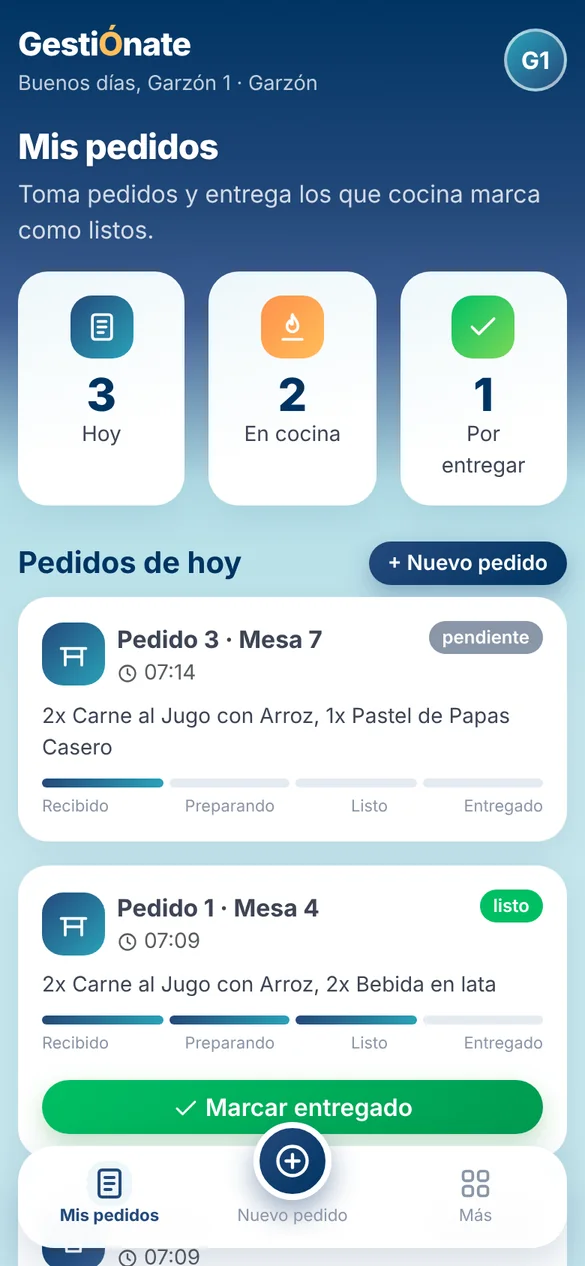 GestiÓnate
Buenos días, Garzón 1 · Garzón
G1
Mis pedidos
Toma pedidos y entrega los que cocina marca
como listos.
3
Hoy
2
En cocina
1
Por
entregar
Pedidos de hoy
+ Nuevo pedido
Pedido 3 · Mesa 7
pendiente
07:14
2x Carne al Jugo con Arroz, 1x Pastel de Papas
Casero
Recibido Preparando Listo Entregado
Pedido 1 · Mesa 4
listo
07:09
2x Carne al Jugo con Arroz, 2x Bebida en lata
Recibido Preparando Listo Entregado
Marcar entregado
Mis pedidos Nuevo pedido Más
07:09